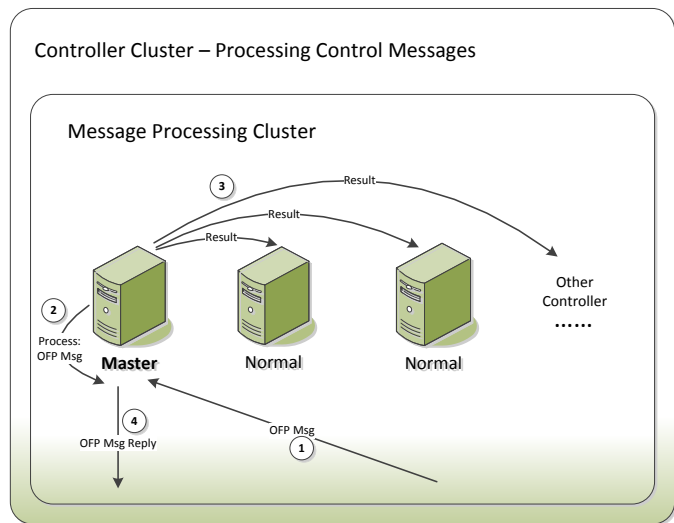 Controller Cluster – Processing Control Messages
Message Processing Cluster
3
Result
Result
Result
Other
Controller
......
2
Process:
OFP Msg
Master
Normal
Normal
4
OFP Msg Reply
OFP Msg
1